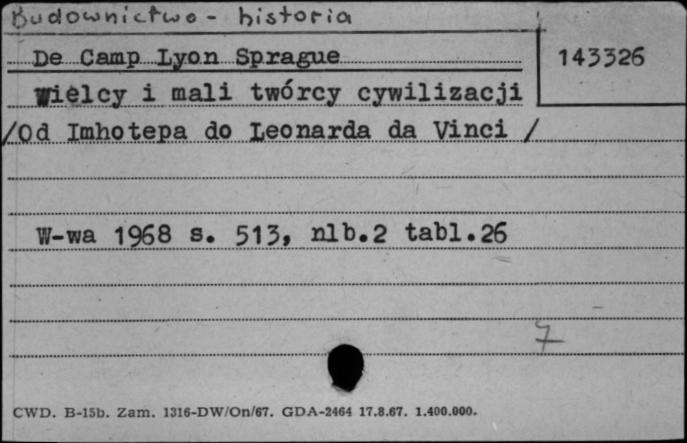 Budownictwo - historia
De Camp Lyon Sprague
143326
Wielcy i mali twórcy cywilizacji
/Od Imhotepa do Leonarda da Vinci /
W-wa 1968 s. 513, nlb.2 tabl.26
7
CWD. B-15b. Zam. 1316-DW/On/67. GDA-2464 17.8.67. 1.400.000.